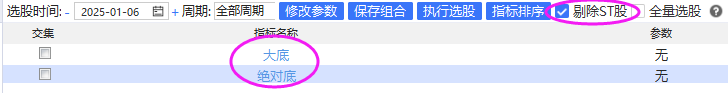 选股时间: - 2025-01-06 + 周期: 全部周期 修改参数 保存组合 执行选股 指标排序 剔除ST股 全量选股 ?
交集 指标名称 参数
大底 无
绝对底 无